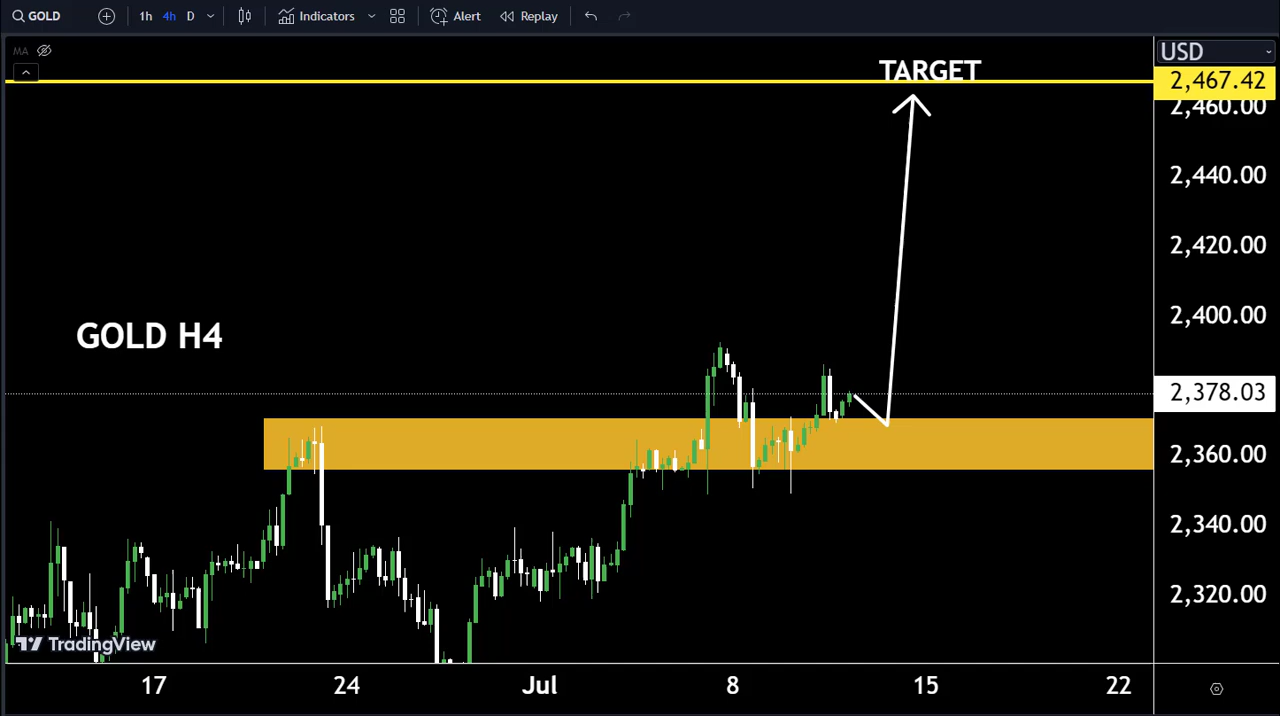 GOLD 1h 4h D Indicators Alert Replay
MA
USD
TARGET
2,467.42
2,460.00
2,440.00
2,420.00
2,400.00
GOLD H4
2,378.03
2,360.00
2,340.00
2,320.00
TradingView
17 24 Jul 8 15 22